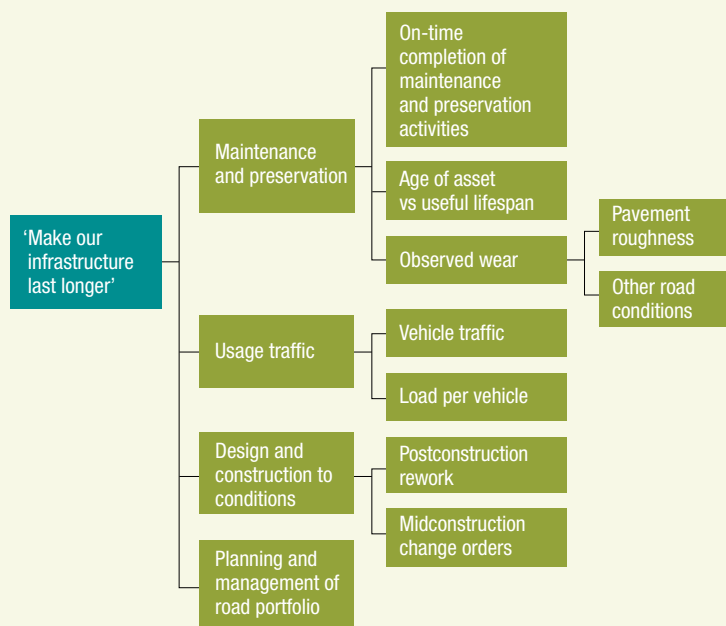 ‘Make our
infrastructure
last longer’
Maintenance
and preservation
On-time
completion of
maintenance
and preservation
activities
Age of asset
vs useful lifespan
Observed wear
Pavement
roughness
Other road
conditions
Usage traffic
Vehicle traffic
Load per vehicle
Design and
construction to
conditions
Postconstruction
rework
Midconstruction
change orders
Planning and
management of
road portfolio